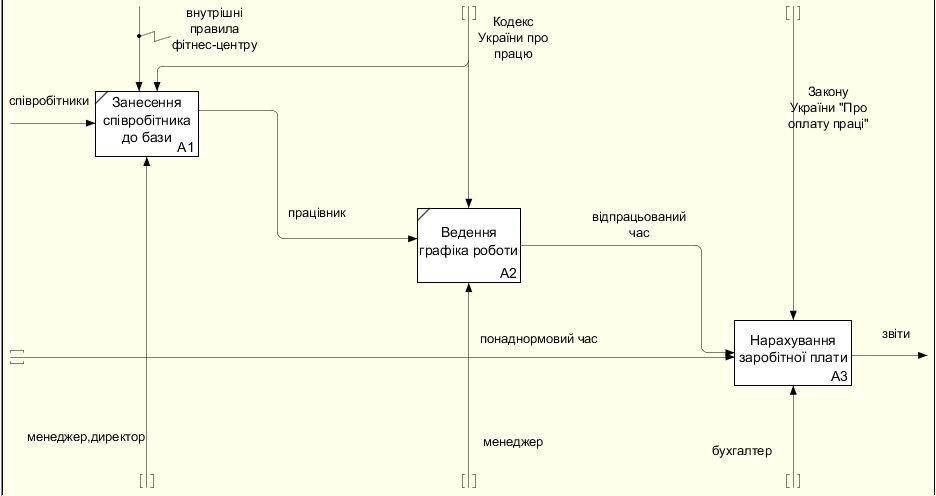 внутрішні
правила
фітнес-центру
Кодекс
України про
працю
співробітники
Занесення
співробітника
до бази
A1
Закону
України "Про
оплату праці"
працівник
Ведення
графіка роботи
A2
відпрацьований
час
понаднормовий час
Нарахування
заробітної плати
A3
звіти
менеджер,директор
менеджер
бухгалтер